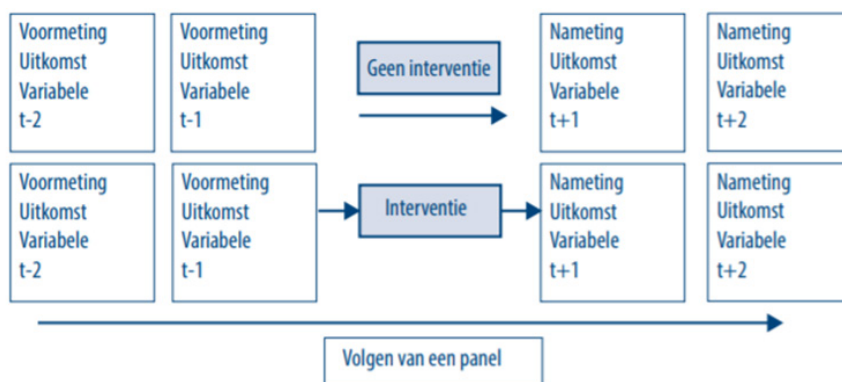 Voormeting
Uitkomst
Variabele
t-2
Voormeting
Uitkomst
Variabele
t-1
Geen interventie
Nameting
Uitkomst
Variabele
t+1
Nameting
Uitkomst
Variabele
t+2
Voormeting
Uitkomst
Variabele
t-2
Voormeting
Uitkomst
Variabele
t-1
Interventie
Nameting
Uitkomst
Variabele
t+1
Nameting
Uitkomst
Variabele
t+2
Volgen van een panel